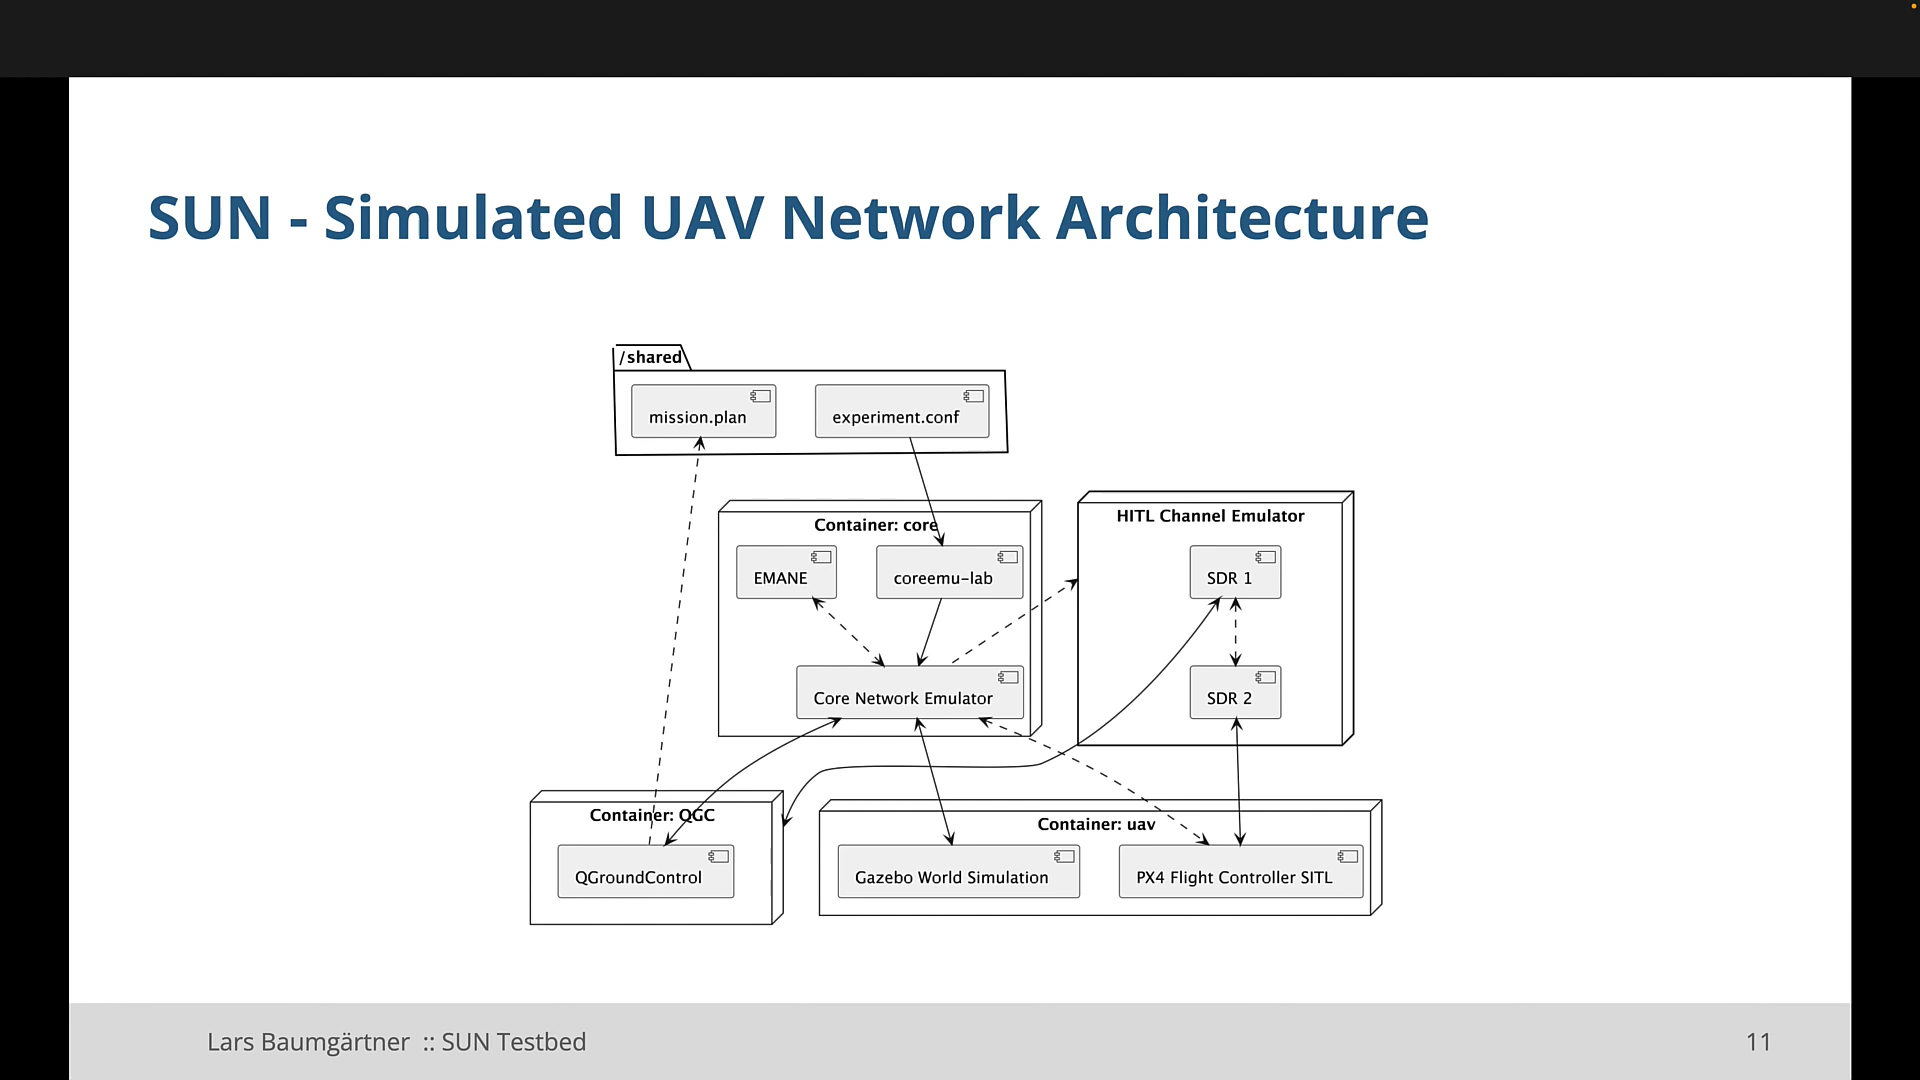 SUN - Simulated UAV Network Architecture
/shared
mission.plan
experiment.conf
Container: core
EMANE
coreemu-lab
Core Network Emulator
HITL Channel Emulator
SDR 1
SDR 2
Container: QGC
QGroundControl
Container: uav
Gazebo World Simulation
PX4 Flight Controller SITL
Lars Baumgärtner :: SUN Testbed
11